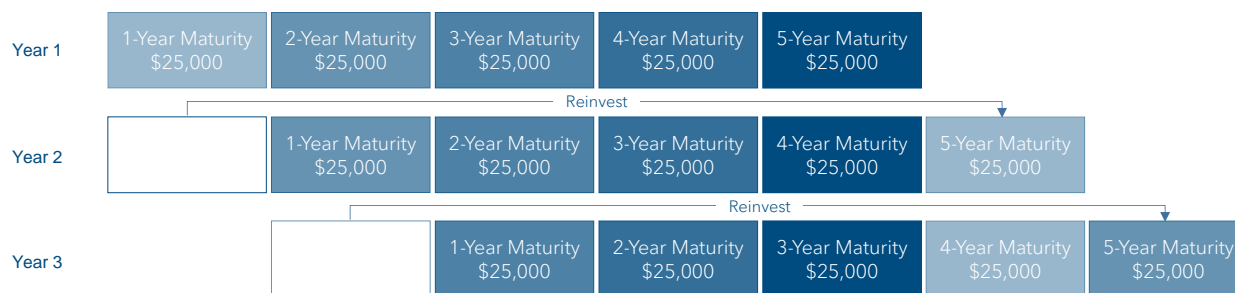 Year 1
1-Year Maturity
$25,000
2-Year Maturity
$25,000
3-Year Maturity
$25,000
4-Year Maturity
$25,000
5-Year Maturity
$25,000
Reinvest
Year 2
1-Year Maturity
$25,000
2-Year Maturity
$25,000
3-Year Maturity
$25,000
4-Year Maturity
$25,000
5-Year Maturity
$25,000
Reinvest
Year 3
1-Year Maturity
$25,000
2-Year Maturity
$25,000
3-Year Maturity
$25,000
4-Year Maturity
$25,000
5-Year Maturity
$25,000